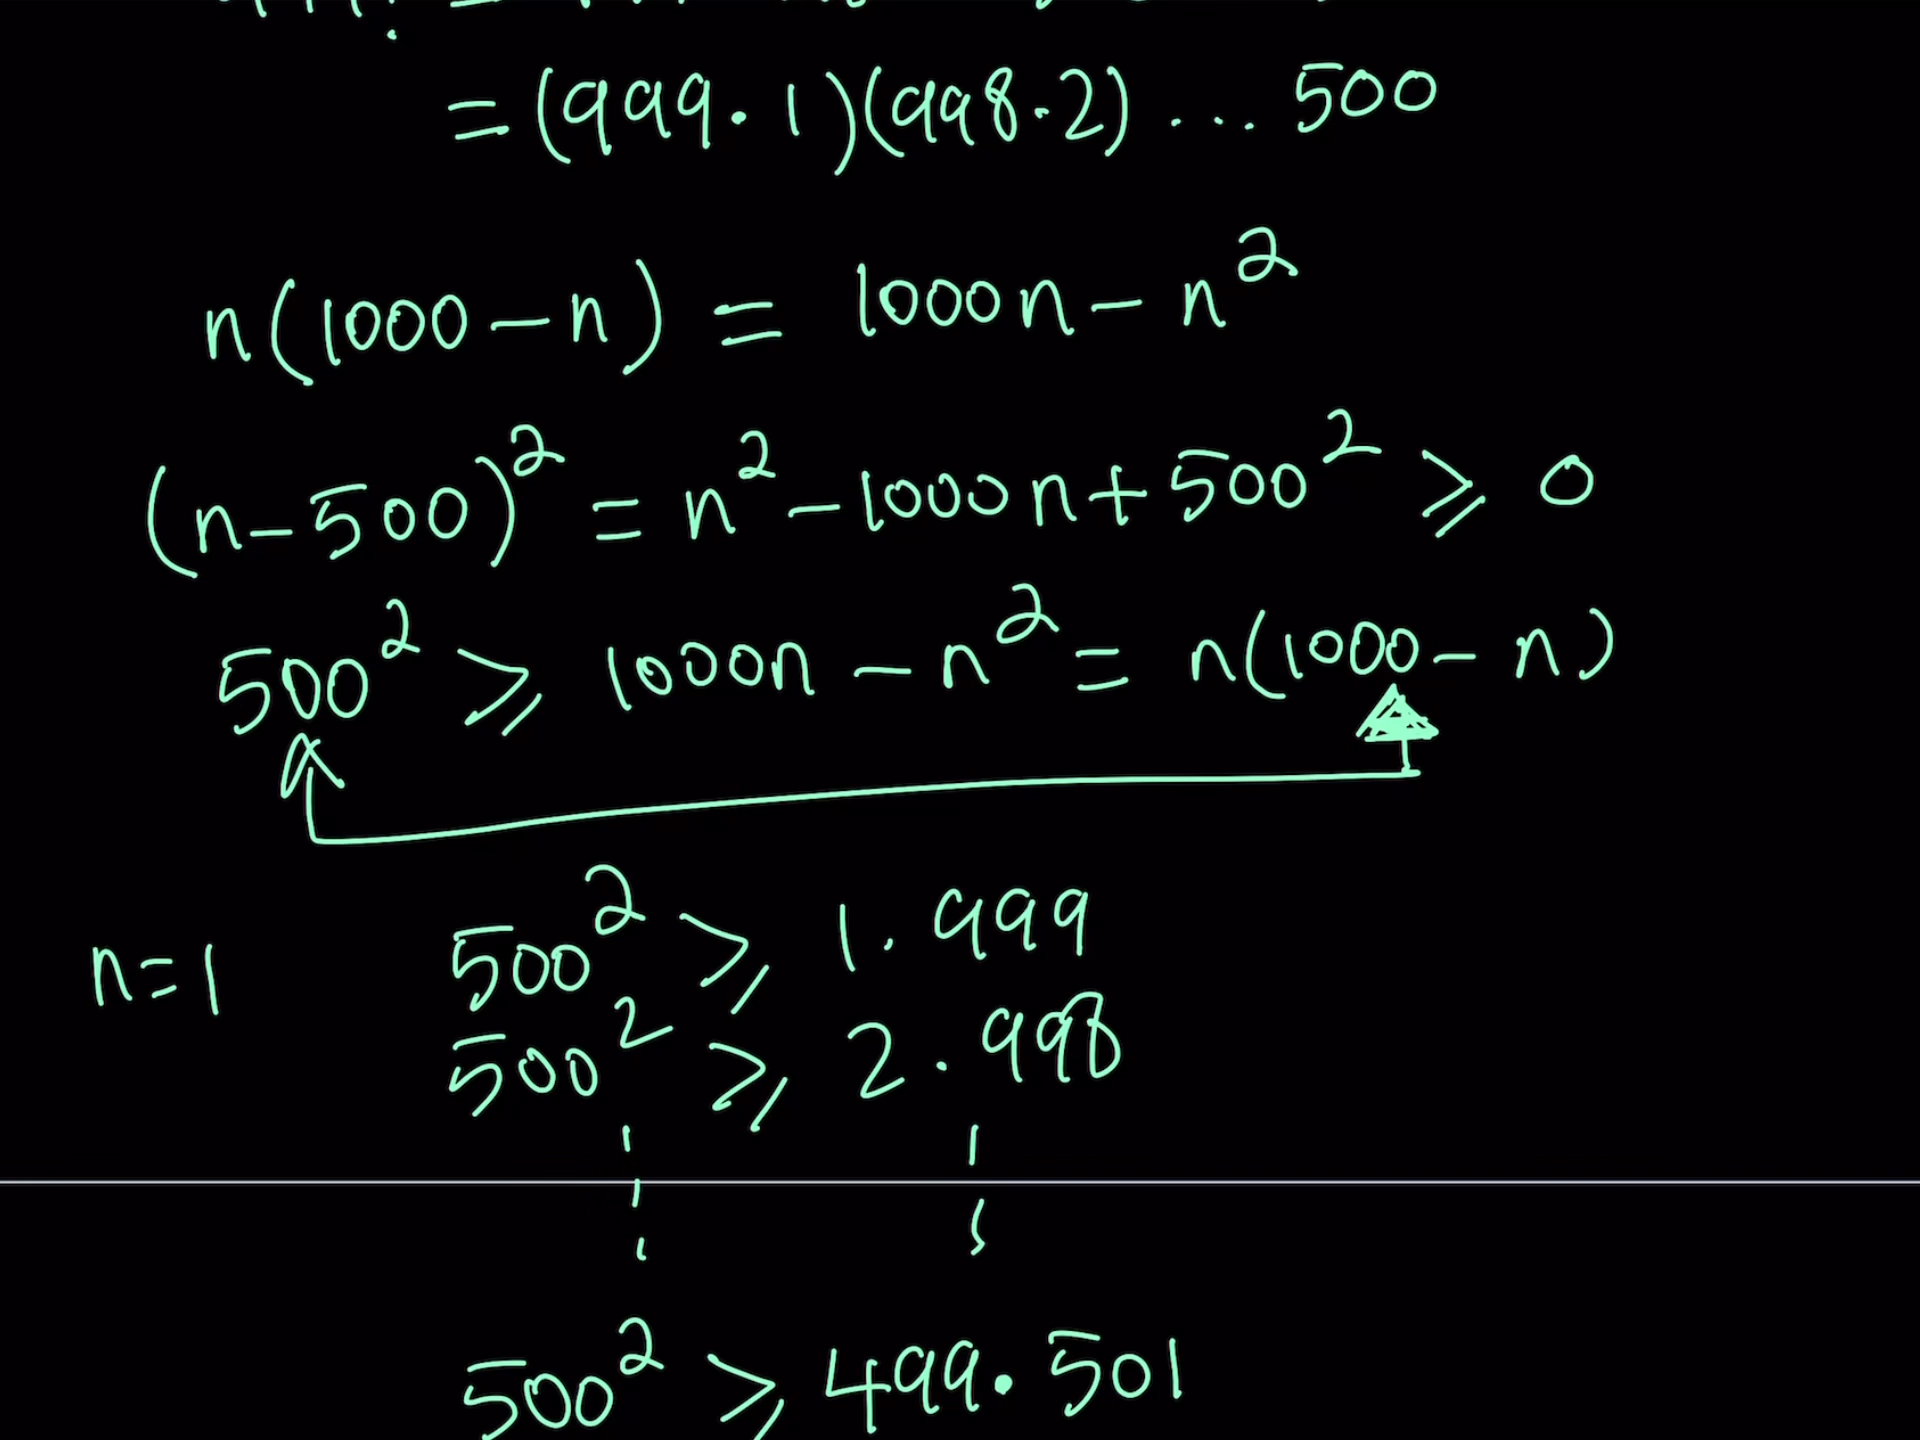 = (999·1)(998·2) ... 500
n(1000-n) = 1000n - n²
(n-500)² = n² - 1000n + 500² ⩾ 0
500² ⩾ 1000n - n² = n(1000 - n)
n=1 500² ⩾ 1·999
500² ⩾ 2·998
500² ⩾ 499·501